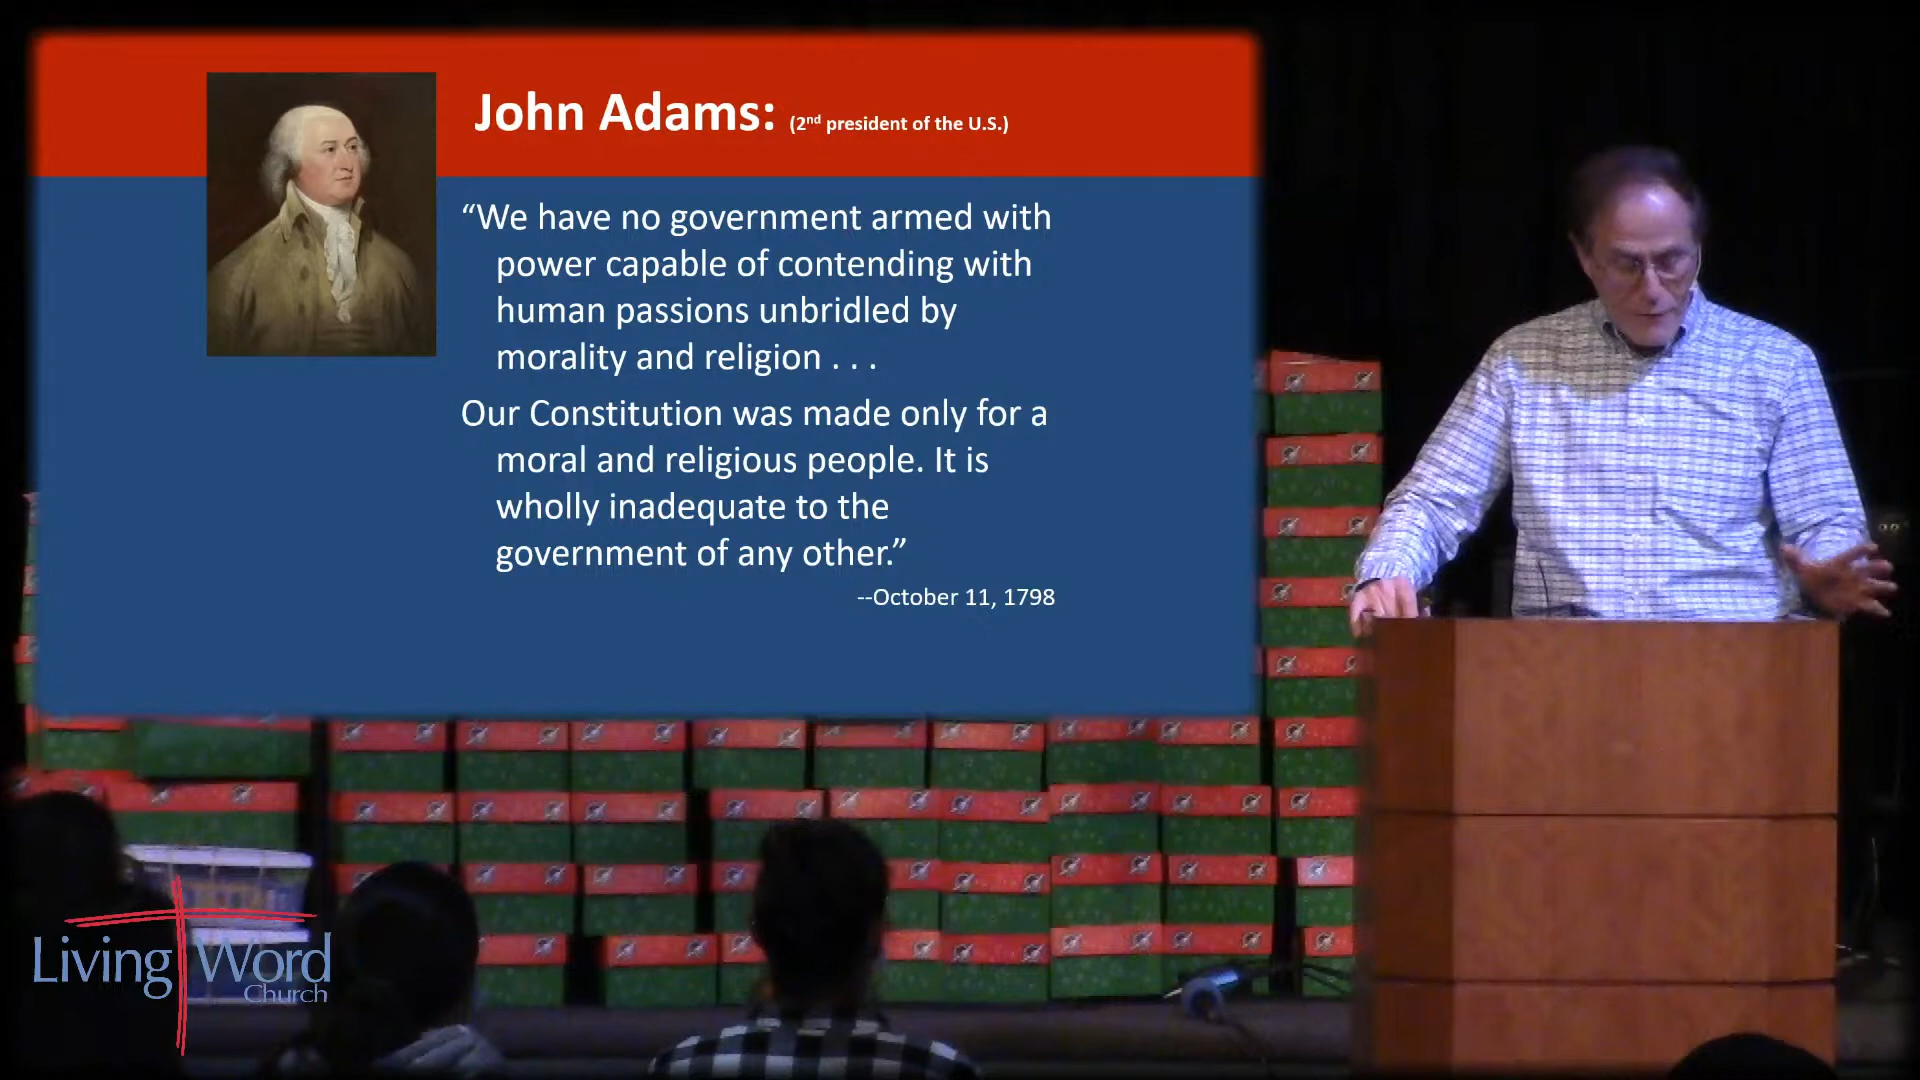 John Adams: (2nd president of the U.S.)
“We have no government armed with
power capable of contending with
human passions unbridled by
morality and religion . . .
Our Constitution was made only for a
moral and religious people. It is
wholly inadequate to the
government of any other.”
--October 11, 1798
Living Word
Church